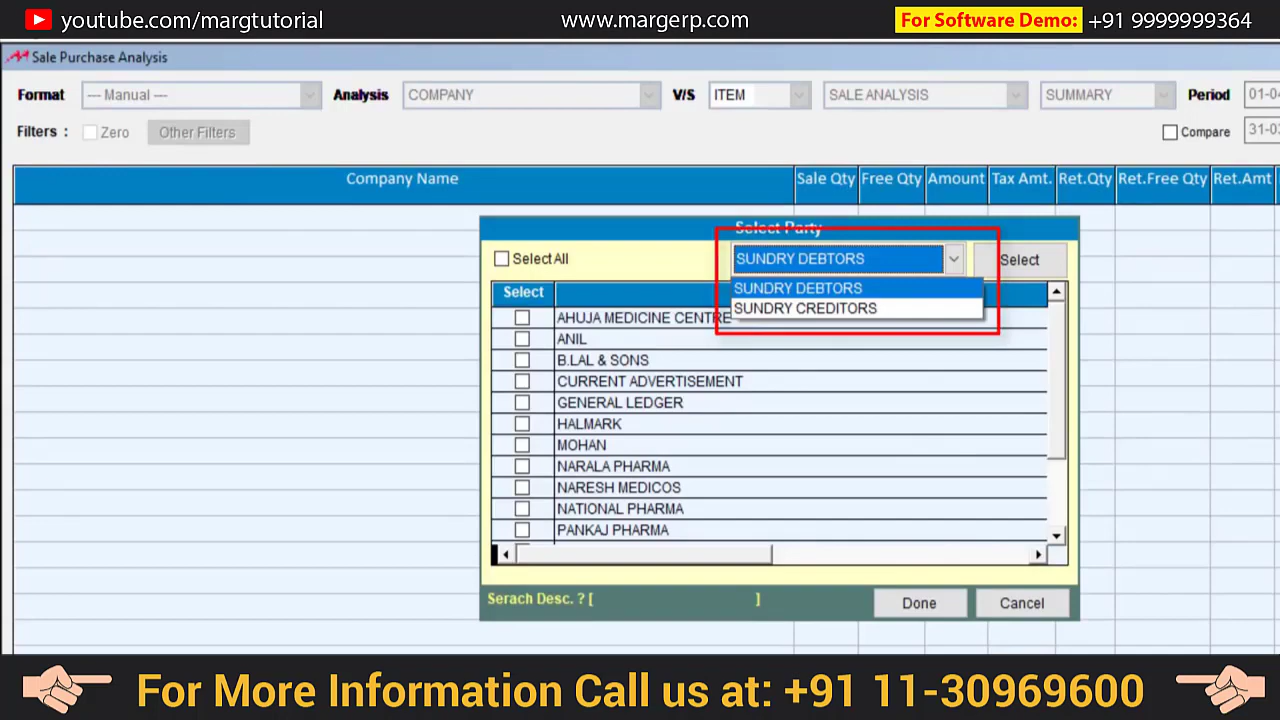 youtube.com/margtutorial www.margerp.com For Software Demo: +91 9999999364
Sale Purchase Analysis
Format --- Manual --- Analysis COMPANY V/S ITEM SALE ANALYSIS SUMMARY Period 01-04
Filters : Zero Other Filters Compare 31-03
Company Name Sale Qty Free Qty Amount Tax Amt. Ret.Qty Ret.Free Qty Ret.Amt
Select Party
Select All SUNDRY DEBTORS Select
Select SUNDRY DEBTORS
SUNDRY CREDITORS
AHUJA MEDICINE CENTRE
ANIL
B.LAL & SONS
CURRENT ADVERTISEMENT
GENERAL LEDGER
HALMARK
MOHAN
NARALA PHARMA
NARESH MEDICOS
NATIONAL PHARMA
PANKAJ PHARMA
Serach Desc. ? [ ] Done Cancel
For More Information Call us at: +91 11-30969600